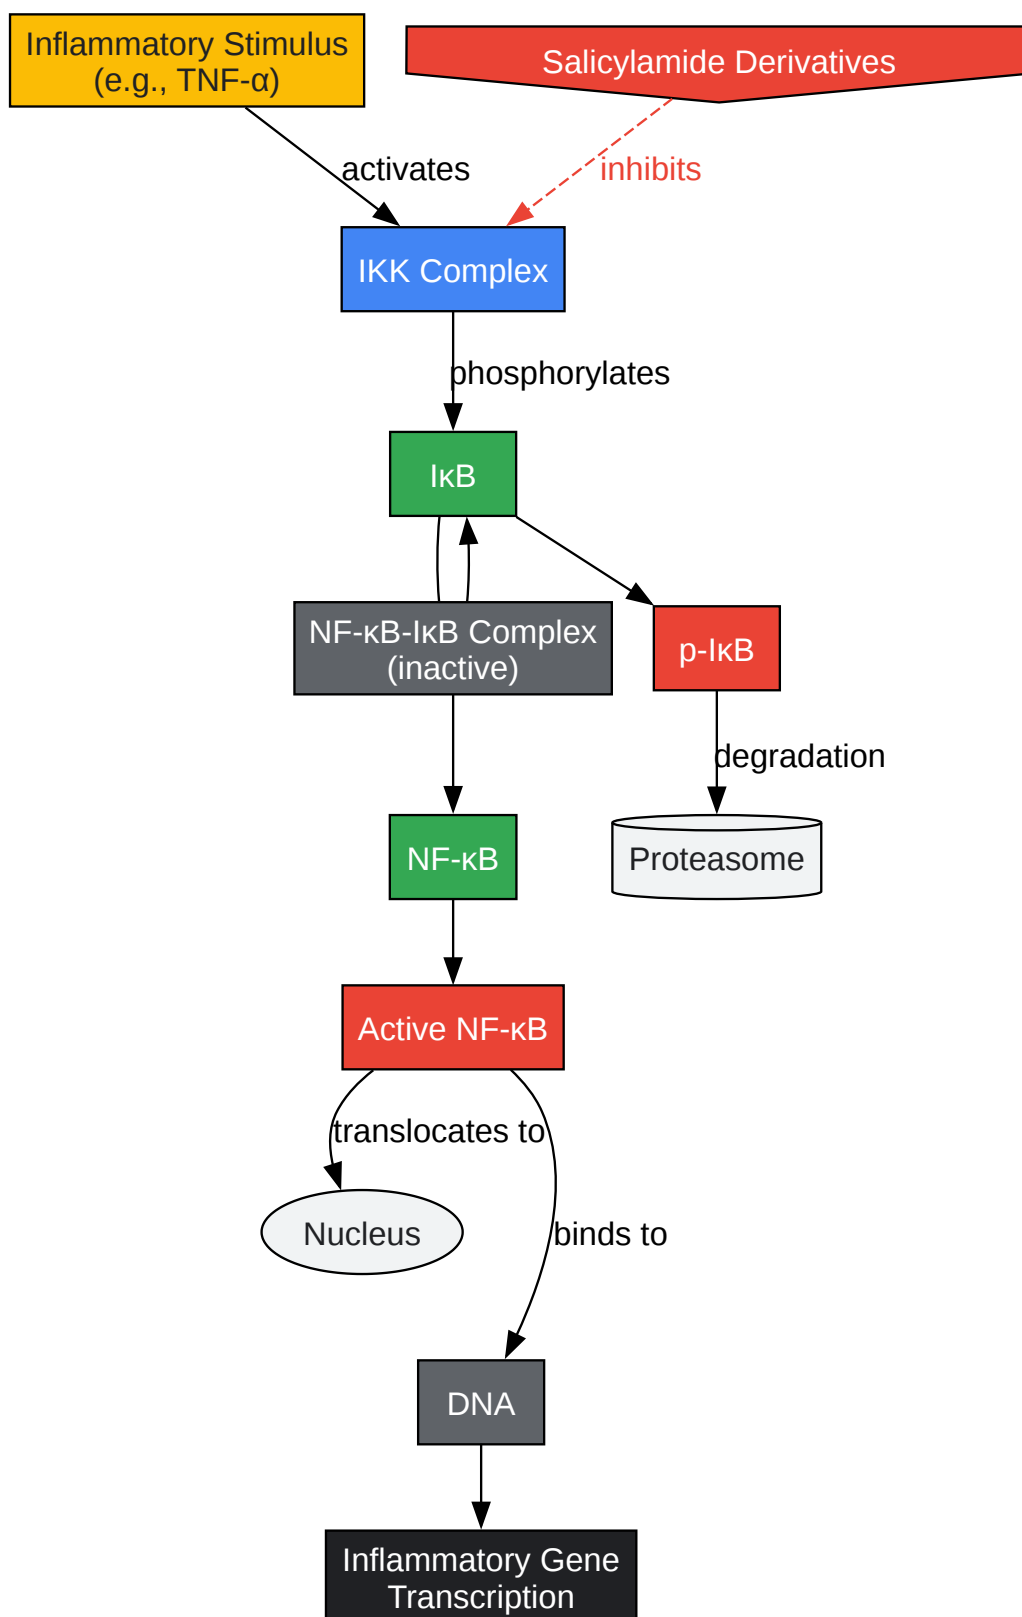 Inflammatory Stimulus
(e.g., TNF-α)
Salicylamide Derivatives
activates
inhibits
IKK Complex
phosphorylates
IκB
NF-κB-IκB Complex
(inactive)
p-IκB
degradation
NF-κB
Proteasome
Active NF-κB
translocates to
Nucleus
binds to
DNA
Inflammatory Gene
Transcription